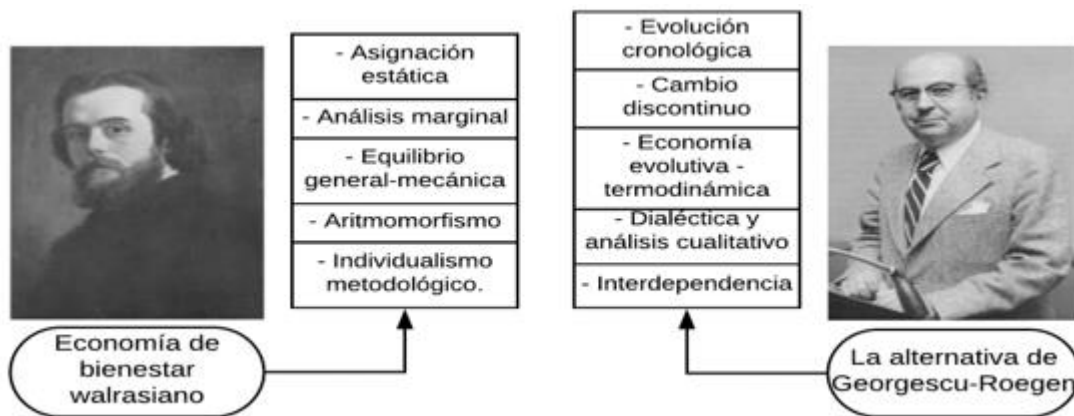 - Asignación
estática
- Análisis marginal
- Equilibrio
general-mecánica
- Aritmomorfismo
- Individualismo
metodológico.
Economía de
bienestar
walrasiano
- Evolución
cronológica
- Cambio
discontinuo
- Economía
evolutiva -
termodinámica
- Dialéctica y
análisis cualitativo
- Interdependencia
La alternativa de
Georgescu-Roegen